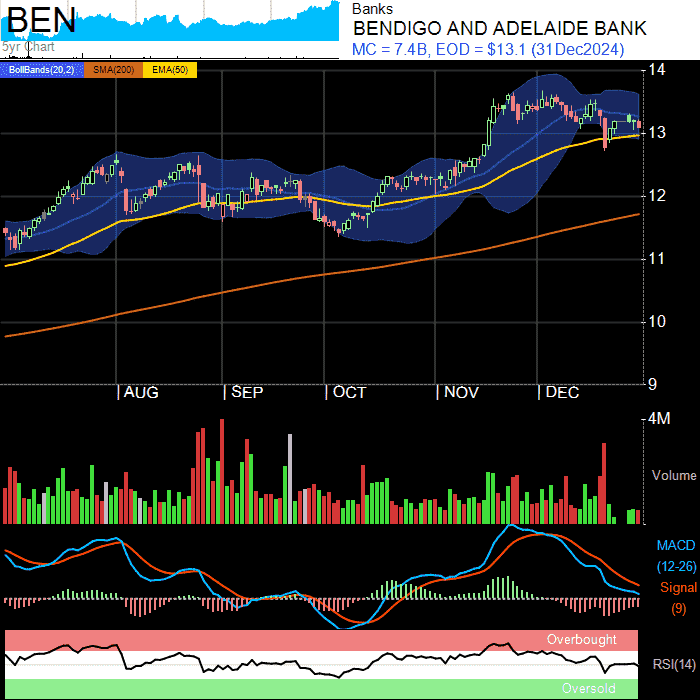 BEN
5yr Chart
Banks
BENDIGO AND ADELAIDE BANK
MC = 7.4B, EOD = $13.1 (31Dec2024)
BollBands(20,2) SMA(200) EMA(50)
14
13
12
11
10
9
| AUG | SEP | OCT | NOV | DEC
4M
Volume
MACD
(12-26)
Signal
(9)
Overbought
RSI(14)
Oversold